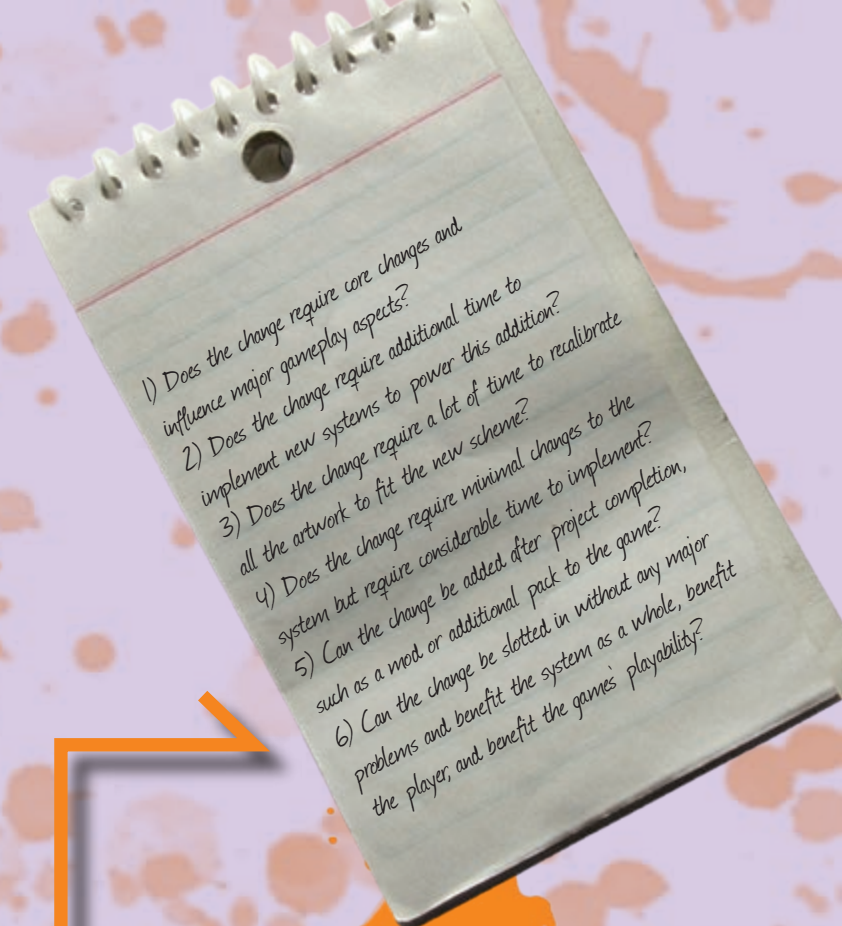 1) Does the change require core changes and
influence major gameplay aspects?
2) Does the change require additional time to
implement new systems to power this addition?
3) Does the change require a lot of time to recalibrate
all the artwork to fit the new scheme?
4) Does the change require minimal changes to the
system but require considerable time to implement?
5) Can the change be added after project completion,
such as a mod or additional pack to the game?
6) Can the change be slotted in without any major
problems and benefit the system as a whole, benefit
the player, and benefit the games' playability?